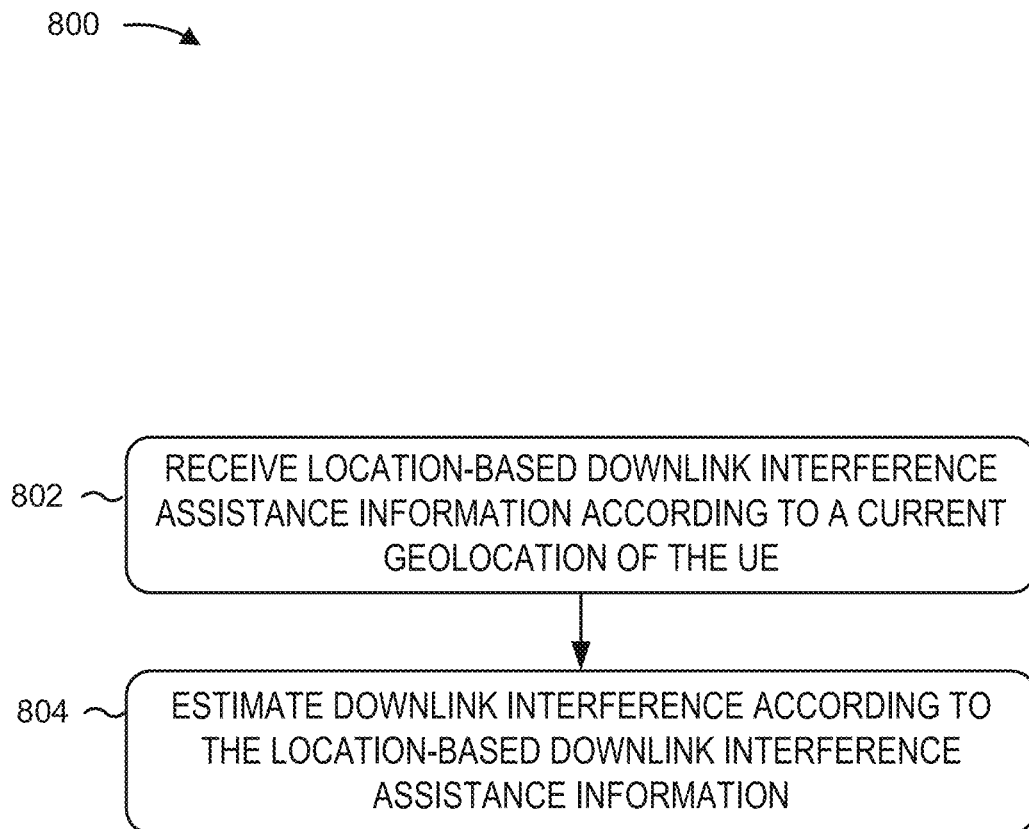 800
802
RECEIVE LOCATION-BASED DOWNLINK INTERFERENCE
ASSISTANCE INFORMATION ACCORDING TO A CURRENT
GEOLOCATION OF THE UE
804
ESTIMATE DOWNLINK INTERFERENCE ACCORDING TO
THE LOCATION-BASED DOWNLINK INTERFERENCE
ASSISTANCE INFORMATION